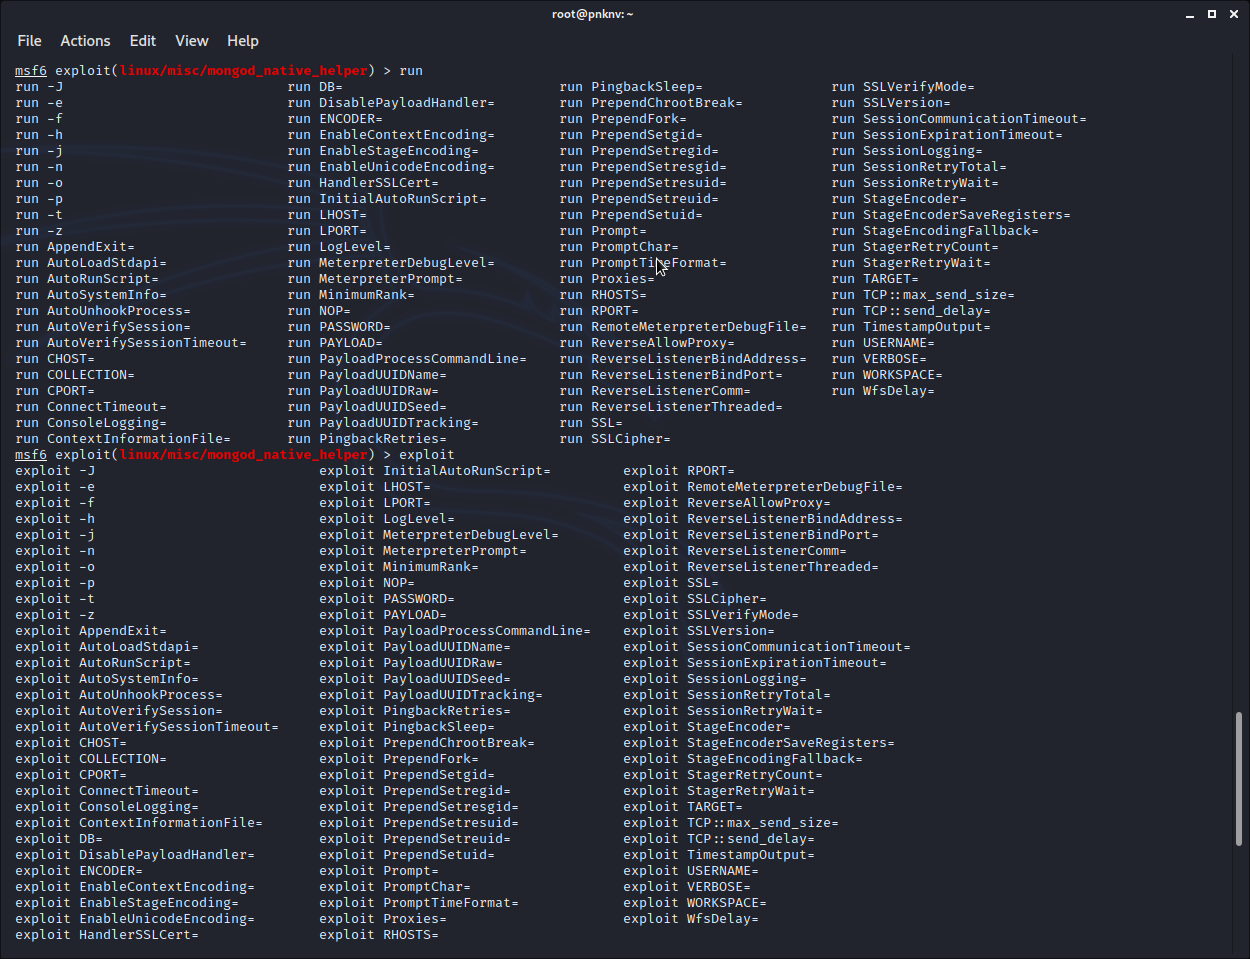 root@pnknv: ~
File Actions Edit View Help
msf6 exploit(linux/misc/mongod_native_helper) > run
run -J run DB= run PingbackSleep= run SSLVerifyMode=
run -e run DisablePayloadHandler= run PrependChrootBreak= run SSLVersion=
run -f run ENCODER= run PrependFork= run SessionCommunicationTimeout=
run -h run EnableContextEncoding= run PrependSetgid= run SessionExpirationTimeout=
run -j run EnableStageEncoding= run PrependSetregid= run SessionLogging=
run -n run EnableUnicodeEncoding= run PrependSetresgid= run SessionRetryTotal=
run -o run HandlerSSLCert= run PrependSetresuid= run SessionRetryWait=
run -p run InitialAutoRunScript= run PrependSetreuid= run StageEncoder=
run -t run LHOST= run PrependSetuid= run StageEncoderSaveRegisters=
run -z run LPORT= run Prompt= run StageEncodingFallback=
run AppendExit= run LogLevel= run PromptChar= run StagerRetryCount=
run AutoLoadStdapi= run MeterpreterDebugLevel= run PromptTimeFormat= run StagerRetryWait=
run AutoRunScript= run MeterpreterPrompt= run Proxies= run TARGET=
run AutoSystemInfo= run MinimumRank= run RHOSTS= run TCP::max_send_size=
run AutoUnhookProcess= run NOP= run RPORT= run TCP::send_delay=
run AutoVerifySession= run PASSWORD= run RemoteMeterpreterDebugFile= run TimestampOutput=
run AutoVerifySessionTimeout= run PAYLOAD= run ReverseAllowProxy= run USERNAME=
run CHOST= run PayloadProcessCommandLine= run ReverseListenerBindAddress= run VERBOSE=
run COLLECTION= run PayloadUUIDName= run ReverseListenerBindPort= run WORKSPACE=
run CPORT= run PayloadUUIDRaw= run ReverseListenerComm= run WfsDelay=
run ConnectTimeout= run PayloadUUIDSeed= run ReverseListenerThreaded=
run ConsoleLogging= run PayloadUUIDTracking= run SSL=
run ContextInformationFile= run PingbackRetries= run SSLCipher=
msf6 exploit(linux/misc/mongod_native_helper) > exploit
exploit -J exploit InitialAutoRunScript= exploit RPORT=
exploit -e exploit LHOST= exploit RemoteMeterpreterDebugFile=
exploit -f exploit LPORT= exploit ReverseAllowProxy=
exploit -h exploit LogLevel= exploit ReverseListenerBindAddress=
exploit -j exploit MeterpreterDebugLevel= exploit ReverseListenerBindPort=
exploit -n exploit MeterpreterPrompt= exploit ReverseListenerComm=
exploit -o exploit MinimumRank= exploit ReverseListenerThreaded=
exploit -p exploit NOP= exploit SSL=
exploit -t exploit PASSWORD= exploit SSLCipher=
exploit -z exploit PAYLOAD= exploit SSLVerifyMode=
exploit AppendExit= exploit PayloadProcessCommandLine= exploit SSLVersion=
exploit AutoLoadStdapi= exploit PayloadUUIDName= exploit SessionCommunicationTimeout=
exploit AutoRunScript= exploit PayloadUUIDRaw= exploit SessionExpirationTimeout=
exploit AutoSystemInfo= exploit PayloadUUIDSeed= exploit SessionLogging=
exploit AutoUnhookProcess= exploit PayloadUUIDTracking= exploit SessionRetryTotal=
exploit AutoVerifySession= exploit PingbackRetries= exploit SessionRetryWait=
exploit AutoVerifySessionTimeout= exploit PingbackSleep= exploit StageEncoder=
exploit CHOST= exploit PrependChrootBreak= exploit StageEncoderSaveRegisters=
exploit COLLECTION= exploit PrependFork= exploit StageEncodingFallback=
exploit CPORT= exploit PrependSetgid= exploit StagerRetryCount=
exploit ConnectTimeout= exploit PrependSetregid= exploit StagerRetryWait=
exploit ConsoleLogging= exploit PrependSetresgid= exploit TARGET=
exploit ContextInformationFile= exploit PrependSetresuid= exploit TCP::max_send_size=
exploit DB= exploit PrependSetreuid= exploit TCP::send_delay=
exploit DisablePayloadHandler= exploit PrependSetuid= exploit TimestampOutput=
exploit ENCODER= exploit Prompt= exploit USERNAME=
exploit EnableContextEncoding= exploit PromptChar= exploit VERBOSE=
exploit EnableStageEncoding= exploit PromptTimeFormat= exploit WORKSPACE=
exploit EnableUnicodeEncoding= exploit Proxies= exploit WfsDelay=
exploit HandlerSSLCert= exploit RHOSTS=